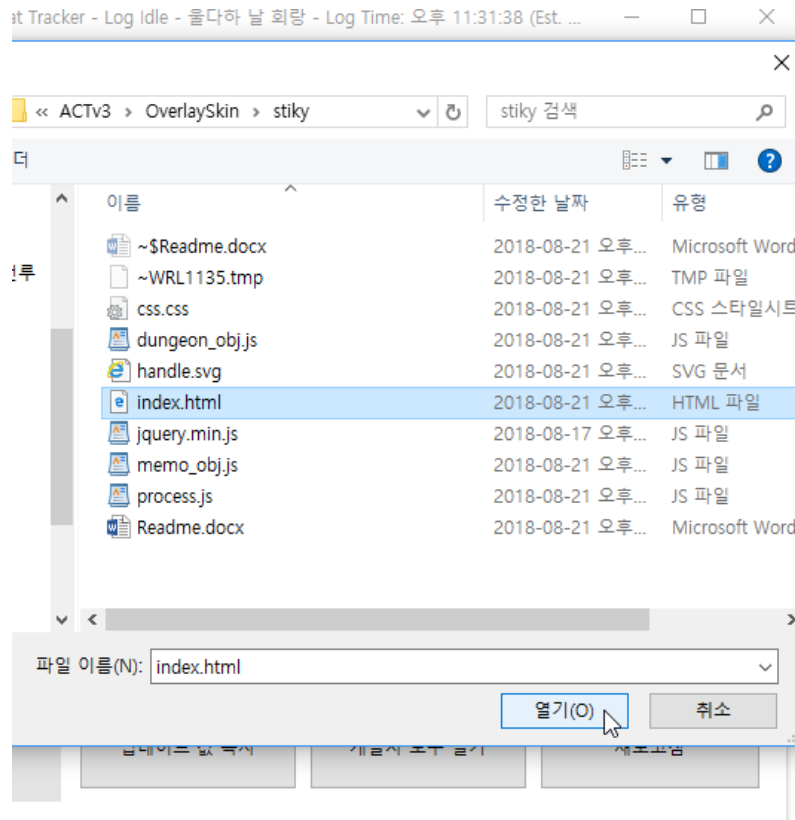 at Tracker - Log Idle - 울다하 날 회랑 - Log Time: 오후 11:31:38 (Est. ...
« ACTv3 › OverlaySkin › stiky
stiky 검색
더
이름 수정한 날짜 유형
~$Readme.docx 2018-08-21 오후... Microsoft Word
~WRL1135.tmp 2018-08-21 오후... TMP 파일
css.css 2018-08-21 오후... CSS 스타일시트
dungeon_obj.js 2018-08-21 오후... JS 파일
handle.svg 2018-08-21 오후... SVG 문서
index.html 2018-08-21 오후... HTML 파일
jquery.min.js 2018-08-17 오후... JS 파일
memo_obj.js 2018-08-21 오후... JS 파일
process.js 2018-08-21 오후... JS 파일
Readme.docx 2018-08-21 오후... Microsoft Word
파일 이름(N): index.html
열기(O) 취소